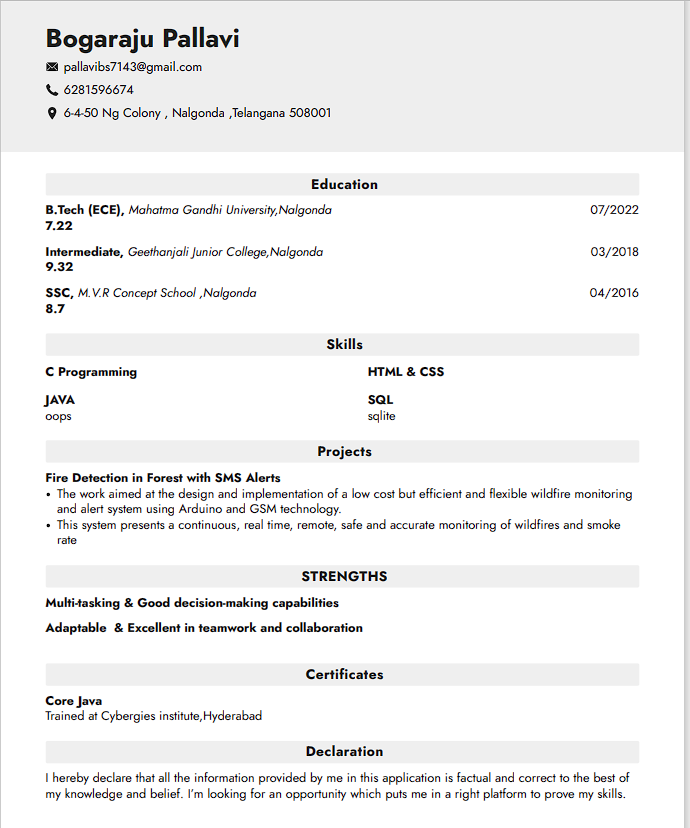 Bogaraju Pallavi
pallavibs7143@gmail.com
6281596674
6-4-50 Ng Colony , Nalgonda ,Telangana 508001
Education
B.Tech (ECE), Mahatma Gandhi University,Nalgonda 07/2022
7.22
Intermediate, Geethanjali Junior College,Nalgonda 03/2018
9.32
SSC, M.V.R Concept School ,Nalgonda 04/2016
8.7
Skills
C Programming HTML & CSS
JAVA SQL
oops sqlite
Projects
Fire Detection in Forest with SMS Alerts
• The work aimed at the design and implementation of a low cost but efficient and flexible wildfire monitoring
and alert system using Arduino and GSM technology.
• This system presents a continuous, real time, remote, safe and accurate monitoring of wildfires and smoke
rate
STRENGTHS
Multi-tasking & Good decision-making capabilities
Adaptable & Excellent in teamwork and collaboration
Certificates
Core Java
Trained at Cybergies institute,Hyderabad
Declaration
I hereby declare that all the information provided by me in this application is factual and correct to the best of
my knowledge and belief. I'm looking for an opportunity which puts me in a right platform to prove my skills.